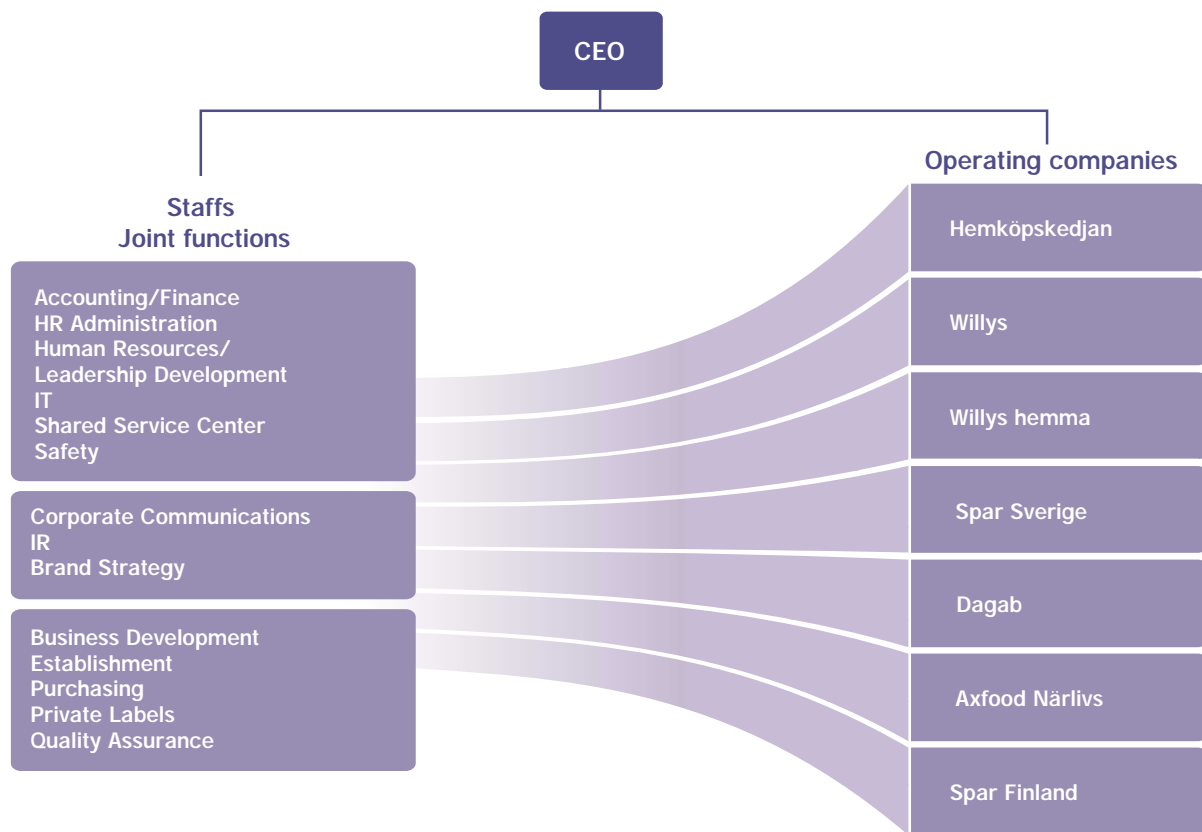 CEO
Staffs
Joint functions
Accounting/Finance
HR Administration
Human Resources/
Leadership Development
IT
Shared Service Center
Safety
Corporate Communications
IR
Brand Strategy
Business Development
Establishment
Purchasing
Private Labels
Quality Assurance
Operating companies
Hemköpskedjan
Willys
Willys hemma
Spar Sverige
Dagab
Axfood Närlivs
Spar Finland